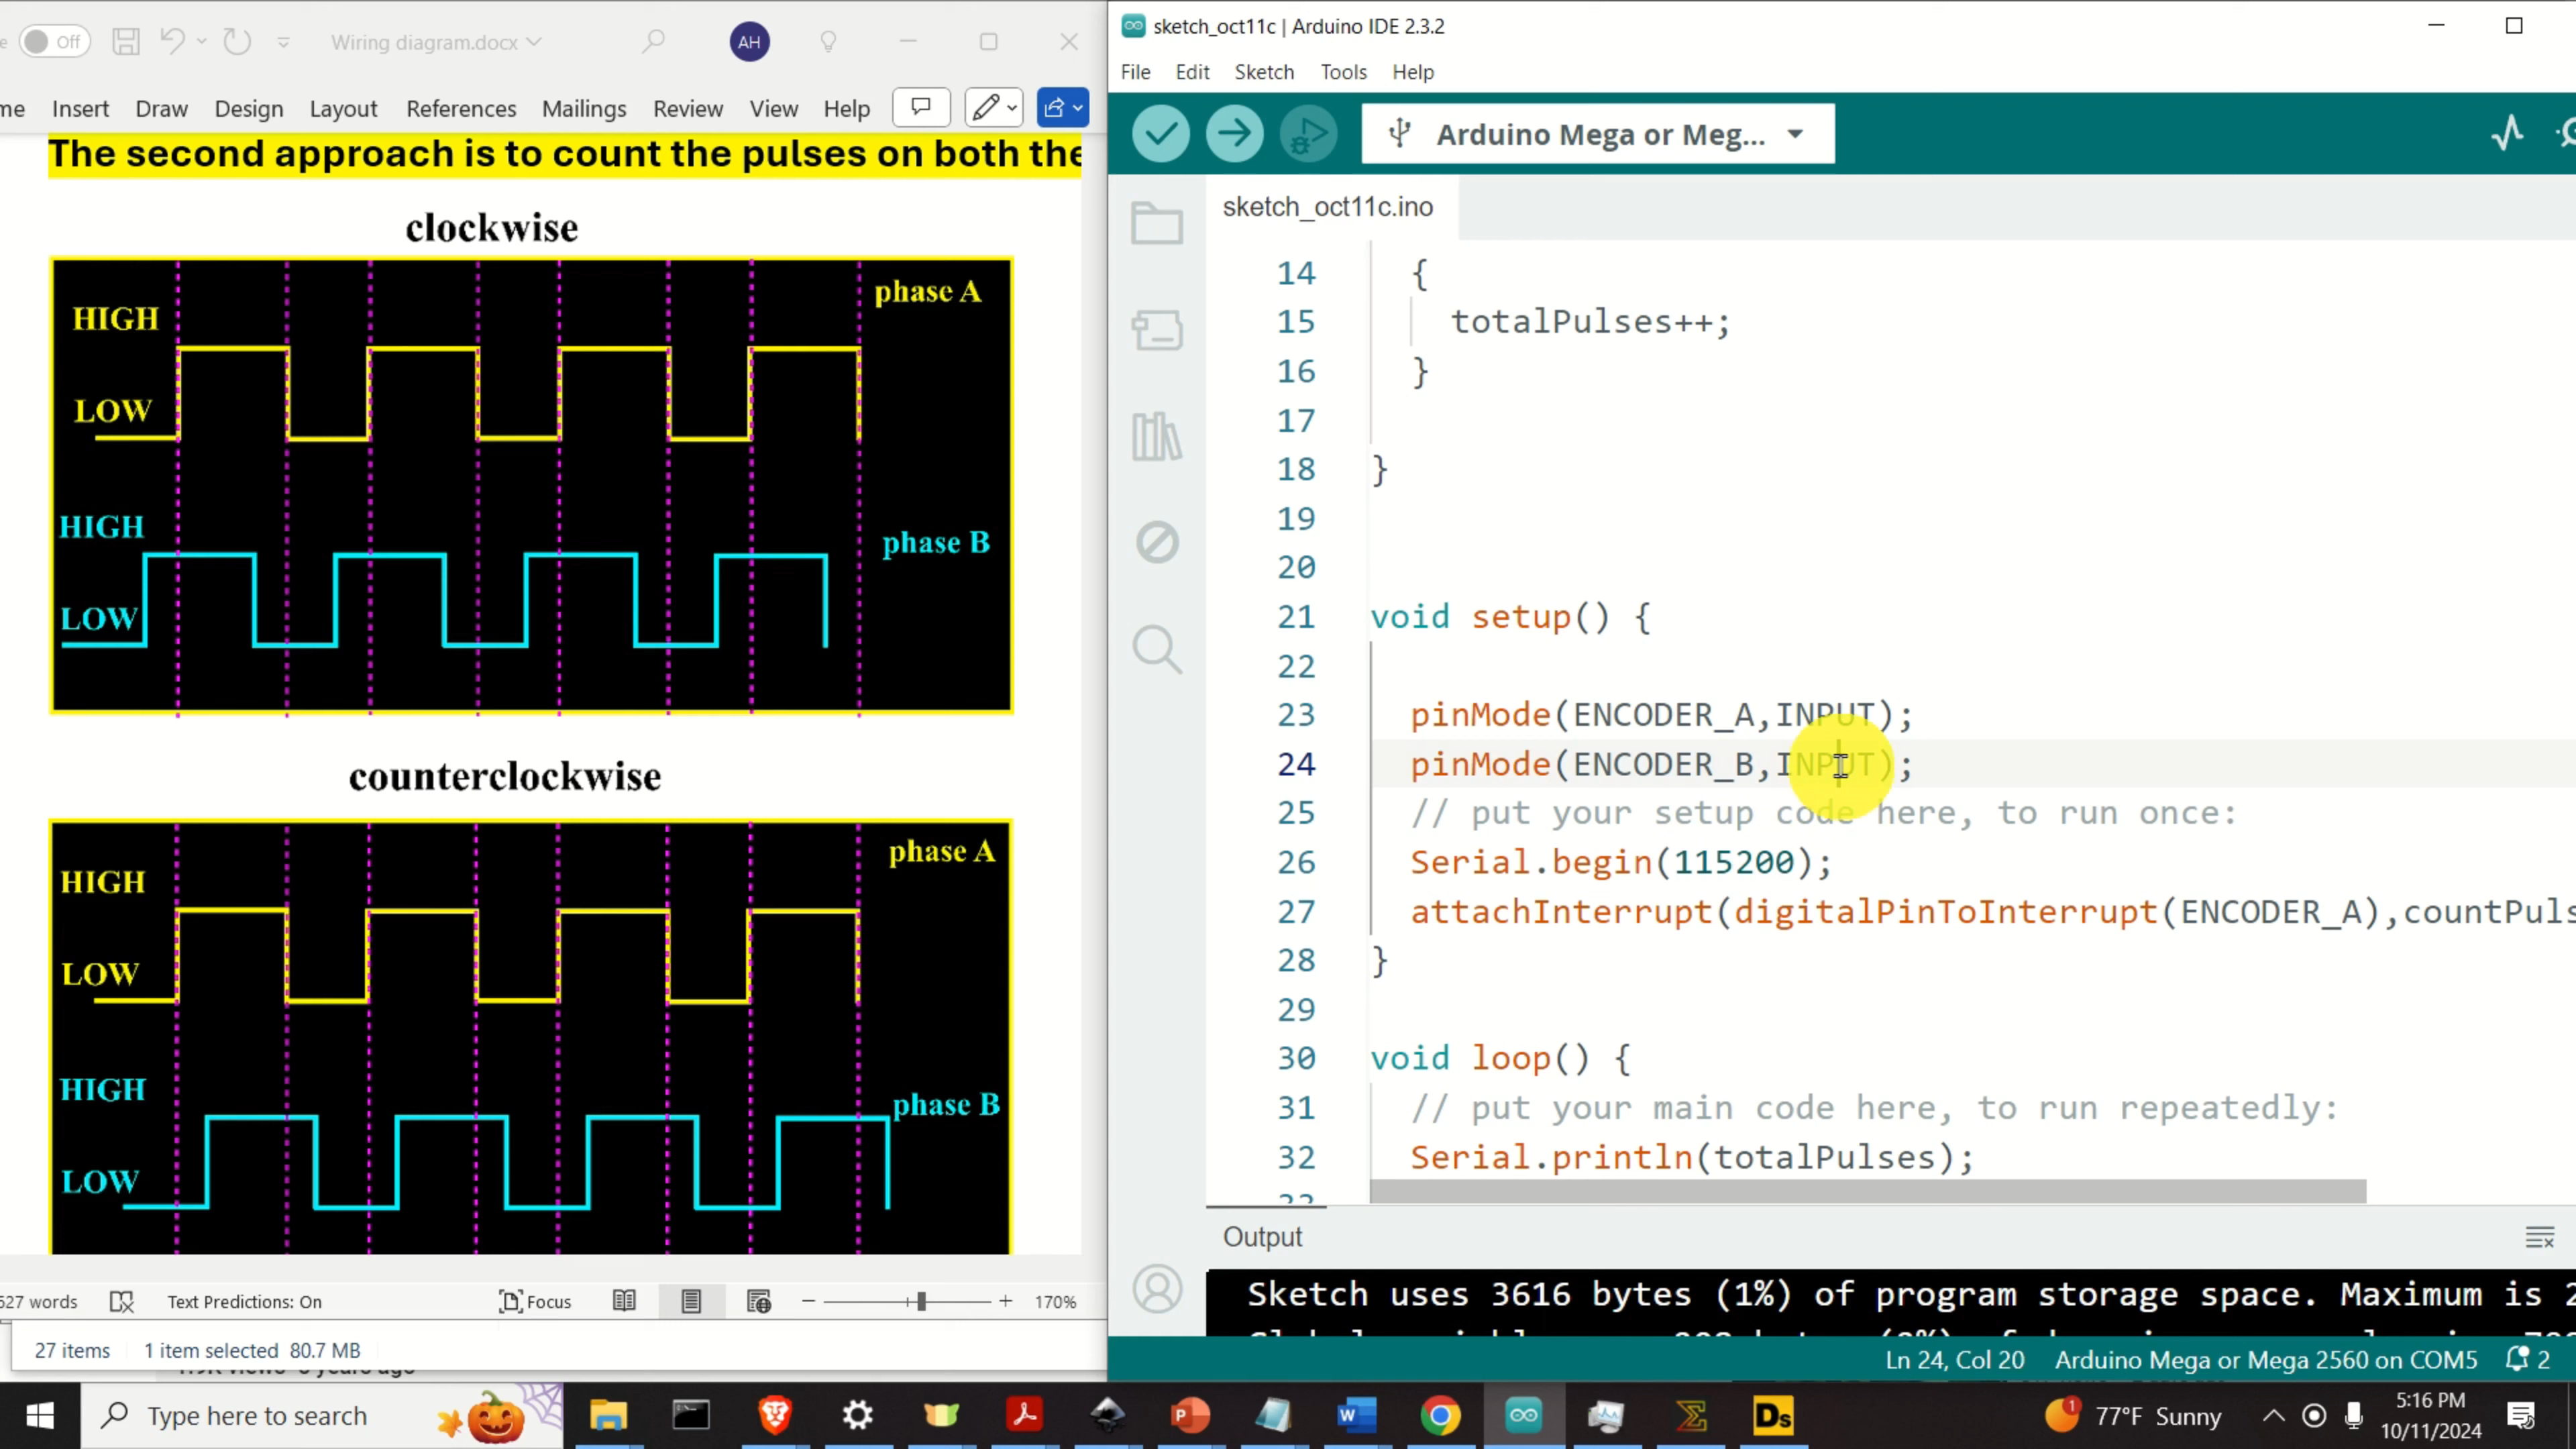 Off
Wiring diagram.docx
AH
Insert Draw Design Layout References Mailings Review View Help
The second approach is to count the pulses on both the
clockwise
phase A
HIGH
LOW
HIGH
phase B
LOW
counterclockwise
phase A
HIGH
LOW
HIGH
phase B
LOW
527 words Text Predictions: On Focus 170%
27 items 1 item selected 80.7 MB
sketch_oct11c | Arduino IDE 2.3.2
File Edit Sketch Tools Help
Arduino Mega or Meg...
sketch_oct11c.ino
14 {
15 totalPulses++;
16 }
17
18 }
19
20
21 void setup() {
22
23 pinMode(ENCODER_A,INPUT);
24 pinMode(ENCODER_B,INPUT);
25 // put your setup code here, to run once:
26 Serial.begin(115200);
27 attachInterrupt(digitalPinToInterrupt(ENCODER_A),countPuls
28 }
29
30 void loop() {
31 // put your main code here, to run repeatedly:
32 Serial.println(totalPulses);
Output
Sketch uses 3616 bytes (1%) of program storage space. Maximum is 2
Ln 24, Col 20 Arduino Mega or Mega 2560 on COM5 2
Type here to search
Ds
1
77°F Sunny
5:16 PM
10/11/2024